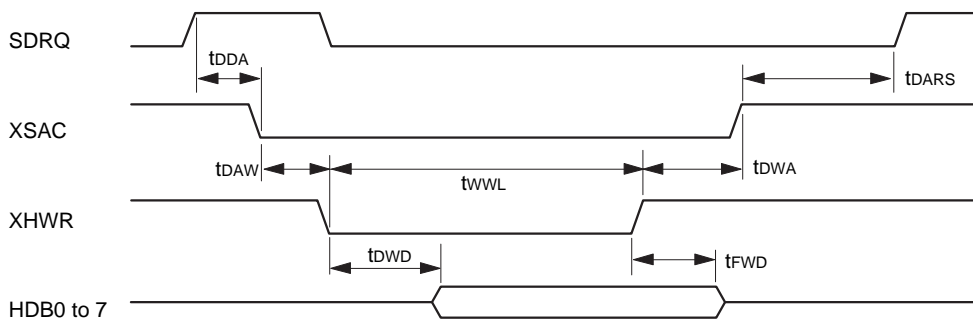 SDRQ
tDDA
tDARS
XSAC
tDAW
tWWL
tDWA
XHWR
tDWD
tFWD
HDB0 to 7